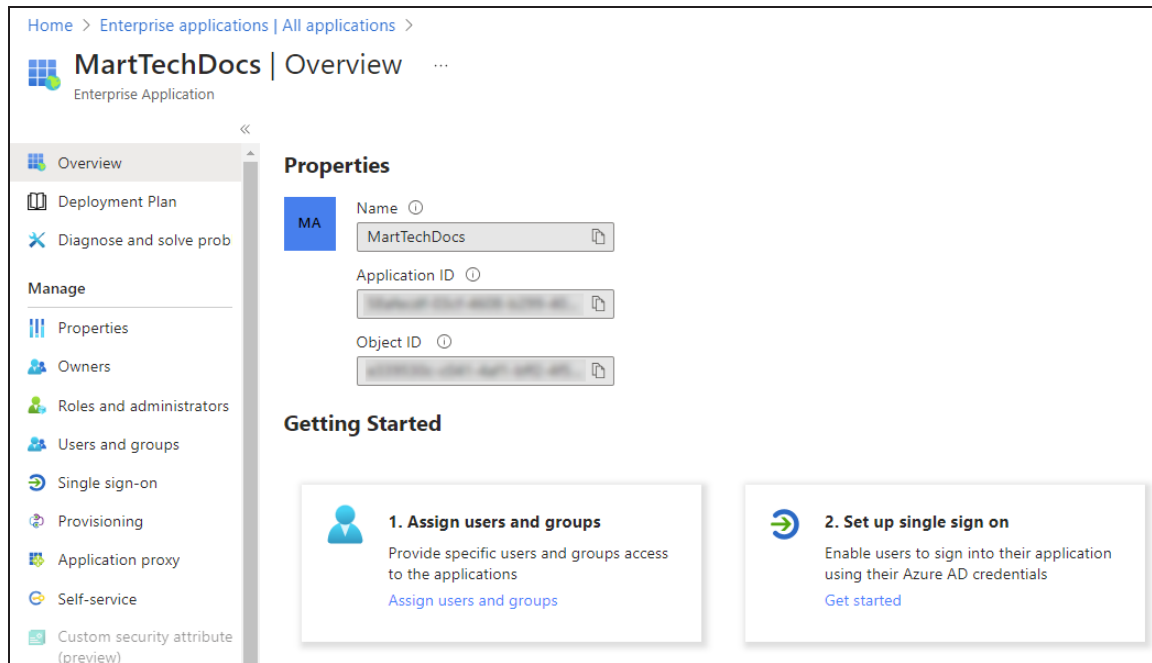 Home > Enterprise applications | All applications >
MartTechDocs | Overview ...
Enterprise Application
«
Overview
Deployment Plan
Diagnose and solve prob
Manage
Properties
Owners
Roles and administrators
Users and groups
Single sign-on
Provisioning
Application proxy
Self-service
Custom security attribute
(preview)
Properties
MA
Name
MartTechDocs
Application ID
Object ID
Getting Started
1. Assign users and groups
Provide specific users and groups access
to the applications
Assign users and groups
2. Set up single sign on
Enable users to sign into their application
using their Azure AD credentials
Get started